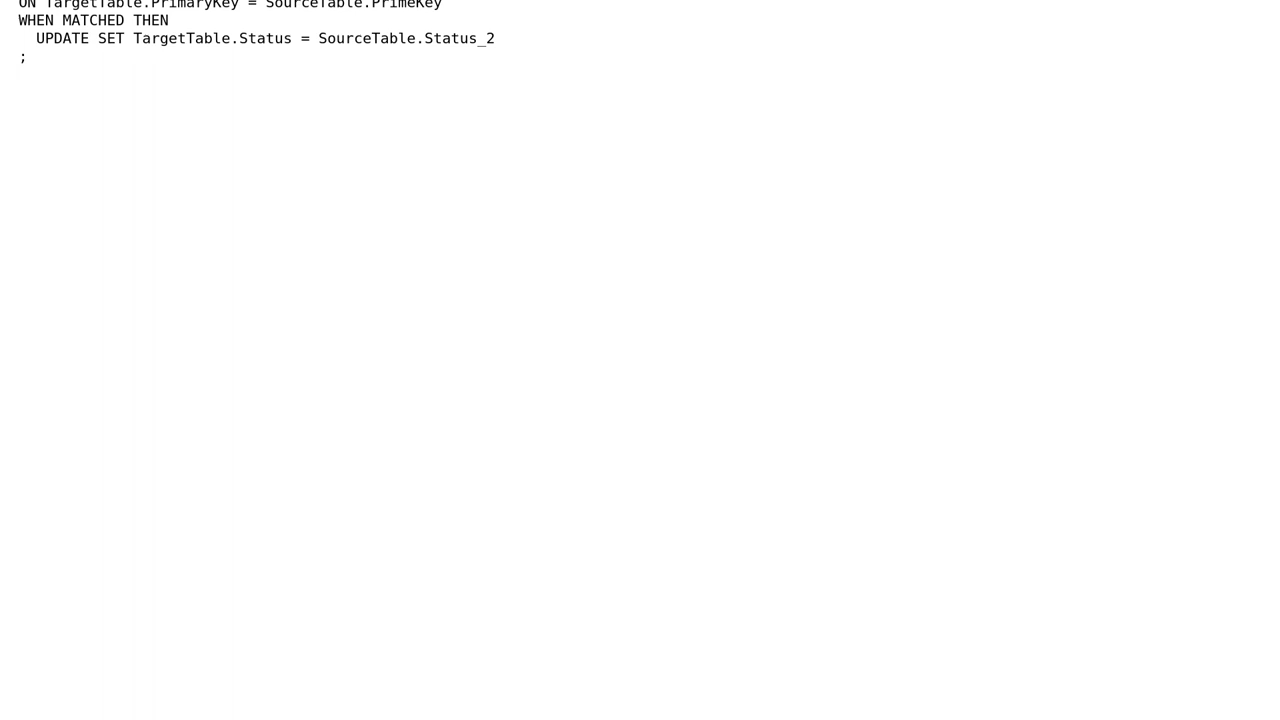 ON TargetTable.PrimaryKey = SourceTable.PrimeKey
WHEN MATCHED THEN
  UPDATE SET TargetTable.Status = SourceTable.Status_2
;